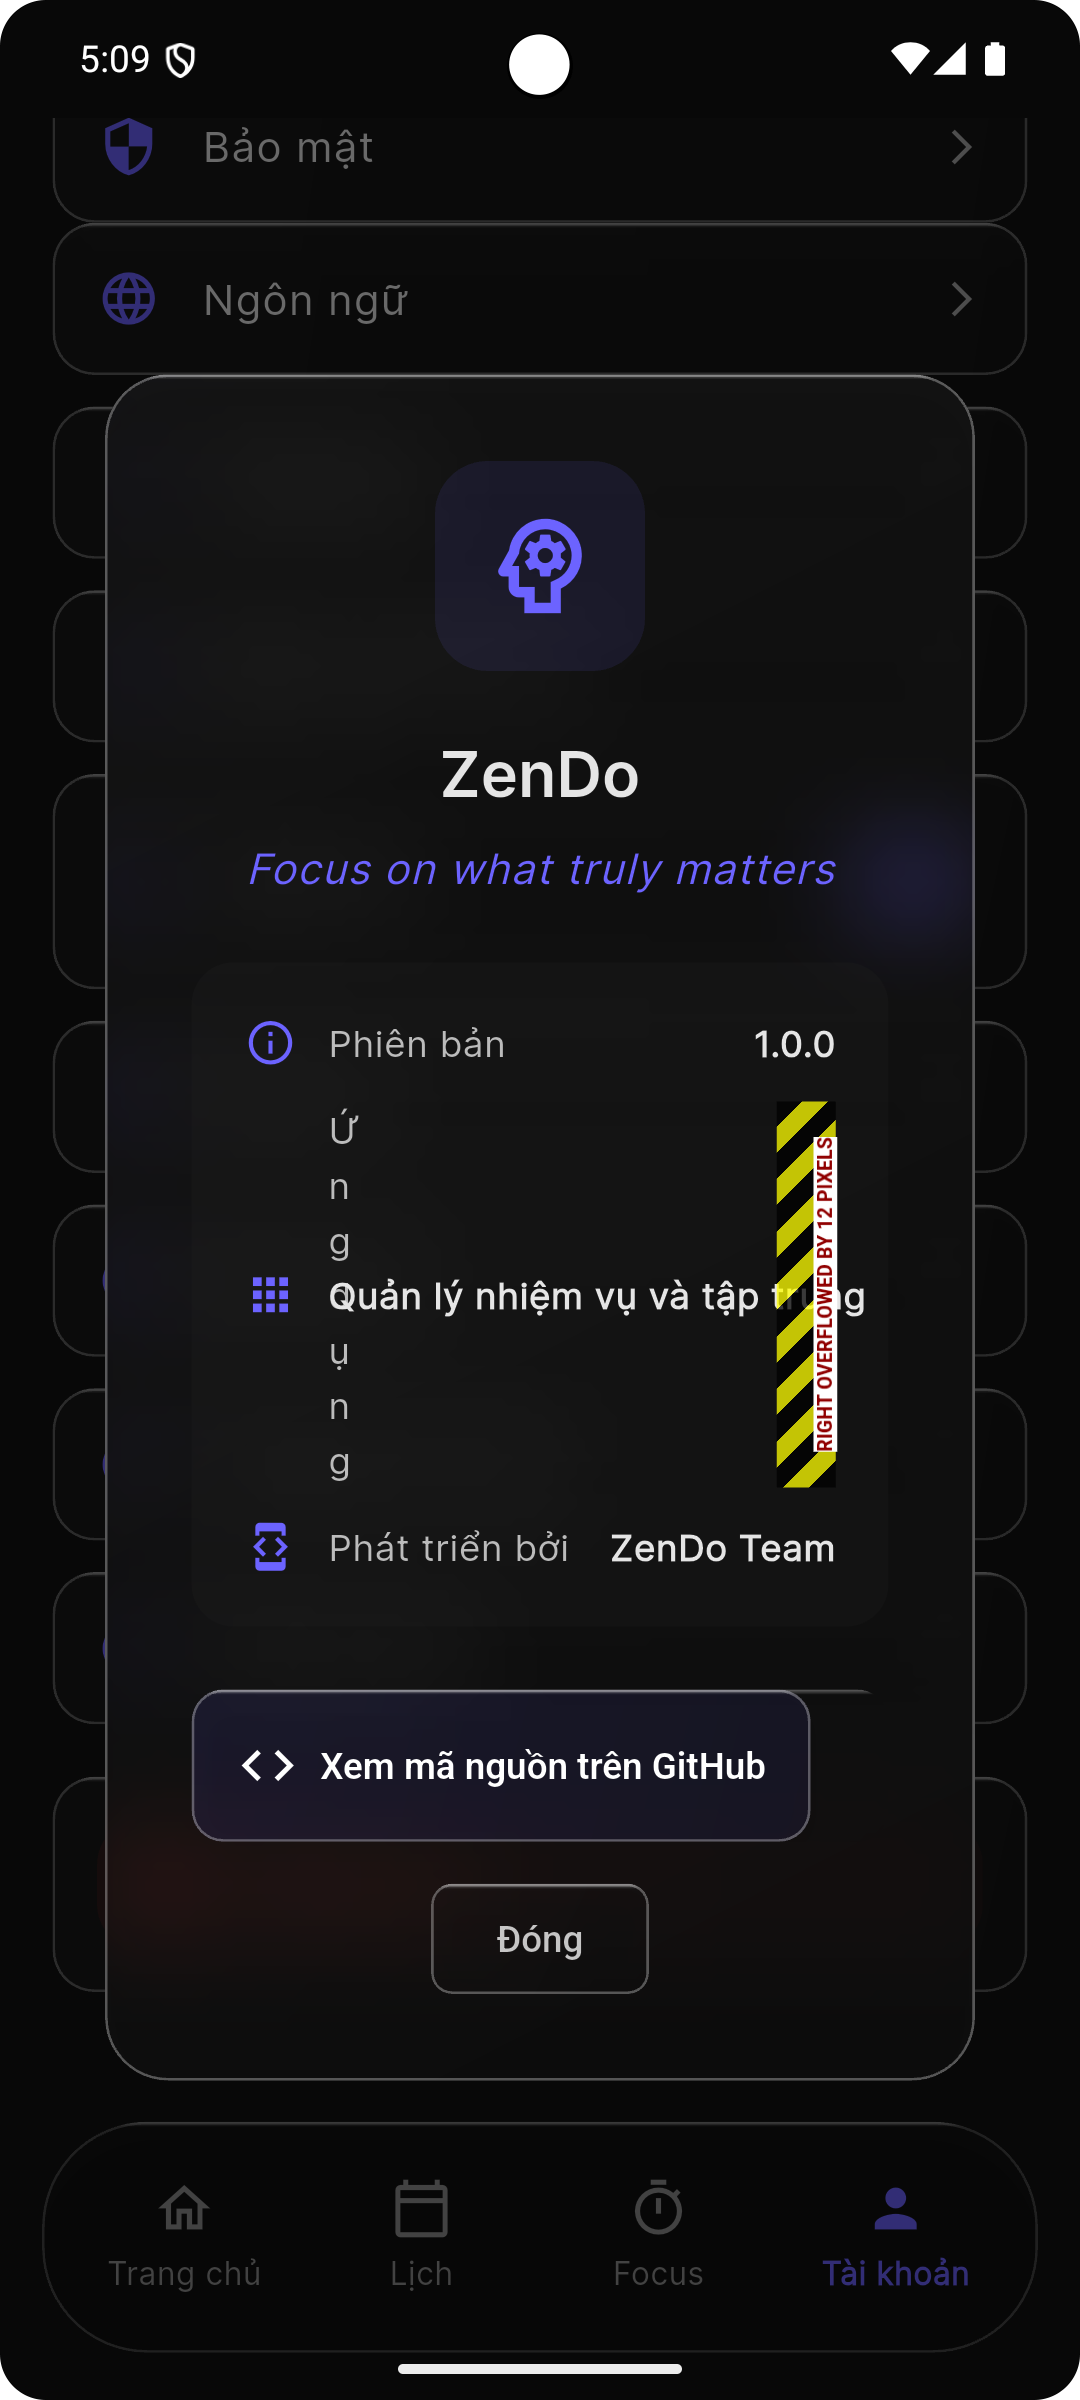 5:09
Bảo mật
Ngôn ngữ
ZenDo
Focus on what truly matters
Phiên bản 1.0.0
Ứ
n
g
d
ụ
n
g
Quản lý nhiệm vụ và tập trung
RIGHT OVERFLOWED BY 12 PIXELS
Phát triển bởi ZenDo Team
Xem mã nguồn trên GitHub
Đóng
Trang chủ
Lịch
Focus
Tài khoản